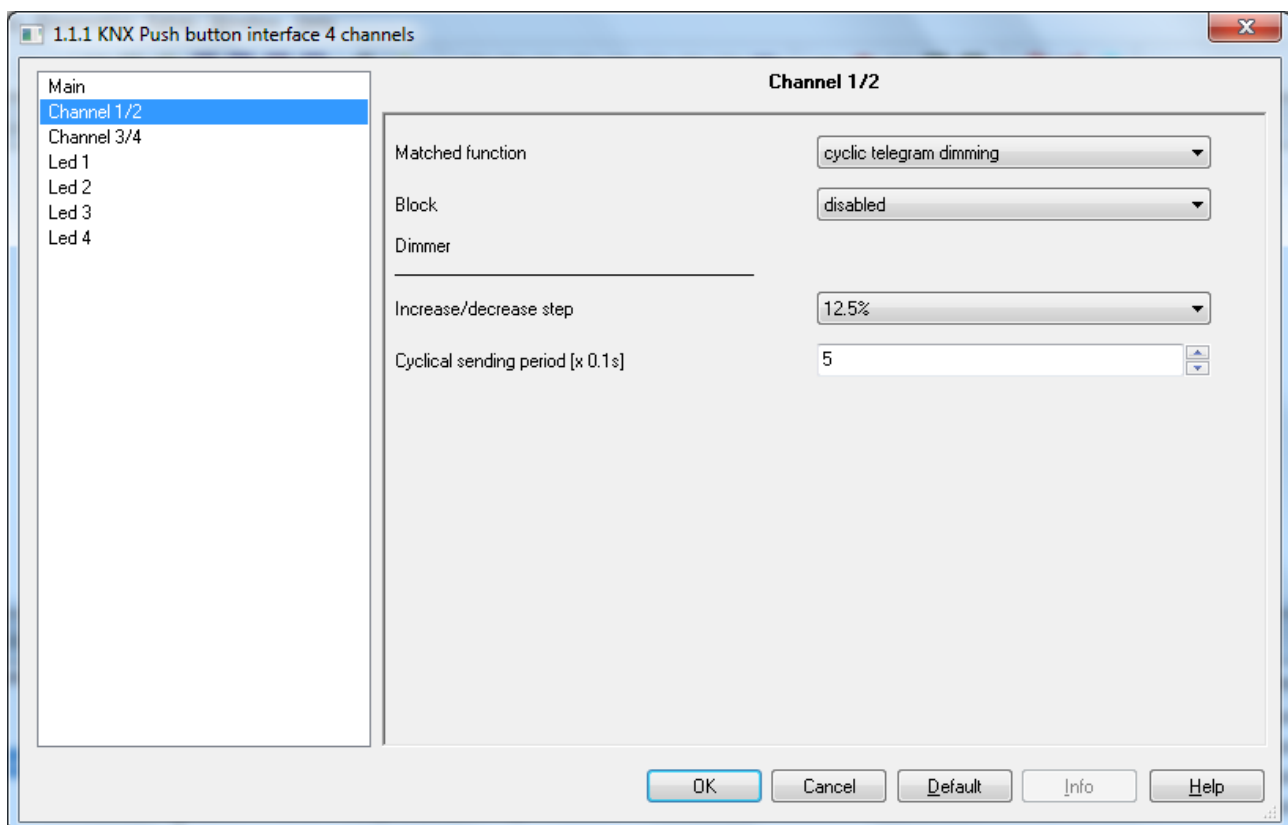 1.1.1 KNX Push button interface 4 channels
Main
Channel 1/2
Channel 3/4
Led 1
Led 2
Led 3
Led 4
Channel 1/2
Matched function cyclic telegram dimming
Block disabled
Dimmer
Increase/decrease step 12.5%
Cyclical sending period [x 0.1s] 5
OK Cancel Default Info Help